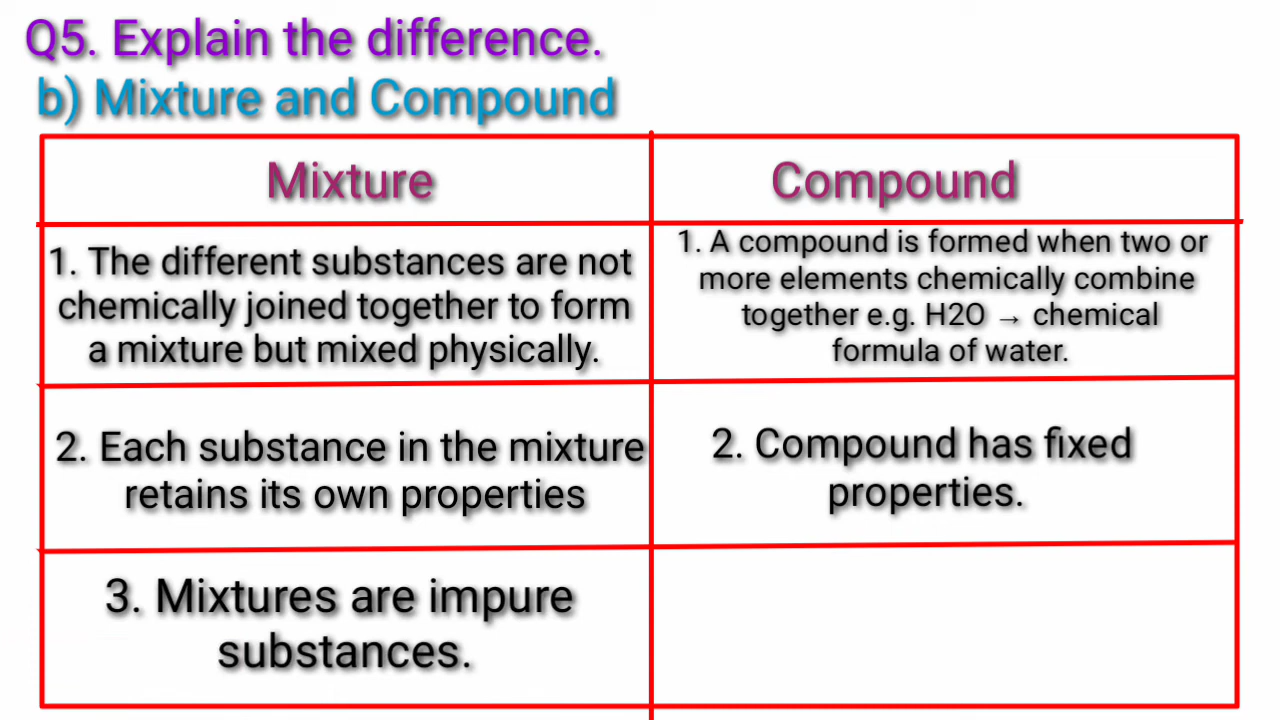 Q5. Explain the difference.
b) Mixture and Compound
Mixture
Compound
1. The different substances are not
chemically joined together to form
a mixture but mixed physically.
1. A compound is formed when two or
more elements chemically combine
together e.g. H2O → chemical
formula of water.
2. Each substance in the mixture
retains its own properties
2. Compound has fixed
properties.
3. Mixtures are impure
substances.